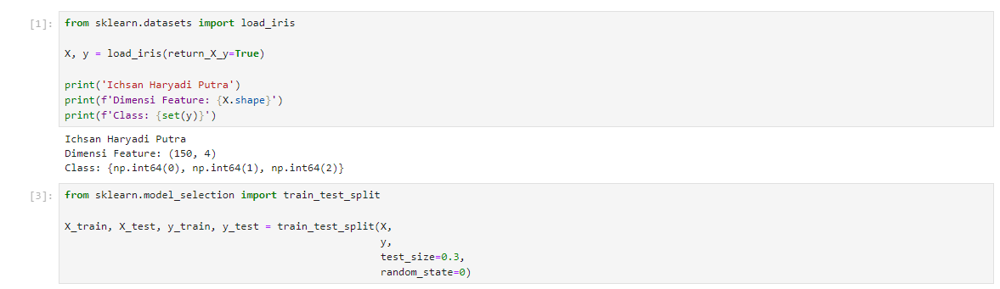 [1]: from sklearn.datasets import load_iris
X, y = load_iris(return_X_y=True)
print('Ichsan Haryadi Putra')
print(f'Dimensi Feature: {X.shape}')
print(f'Class: {set(y)}')
Ichsan Haryadi Putra
Dimensi Feature: (150, 4)
Class: {np.int64(0), np.int64(1), np.int64(2)}
[3]: from sklearn.model_selection import train_test_split
X_train, X_test, y_train, y_test = train_test_split(X,
y,
test_size=0.3,
random_state=0)